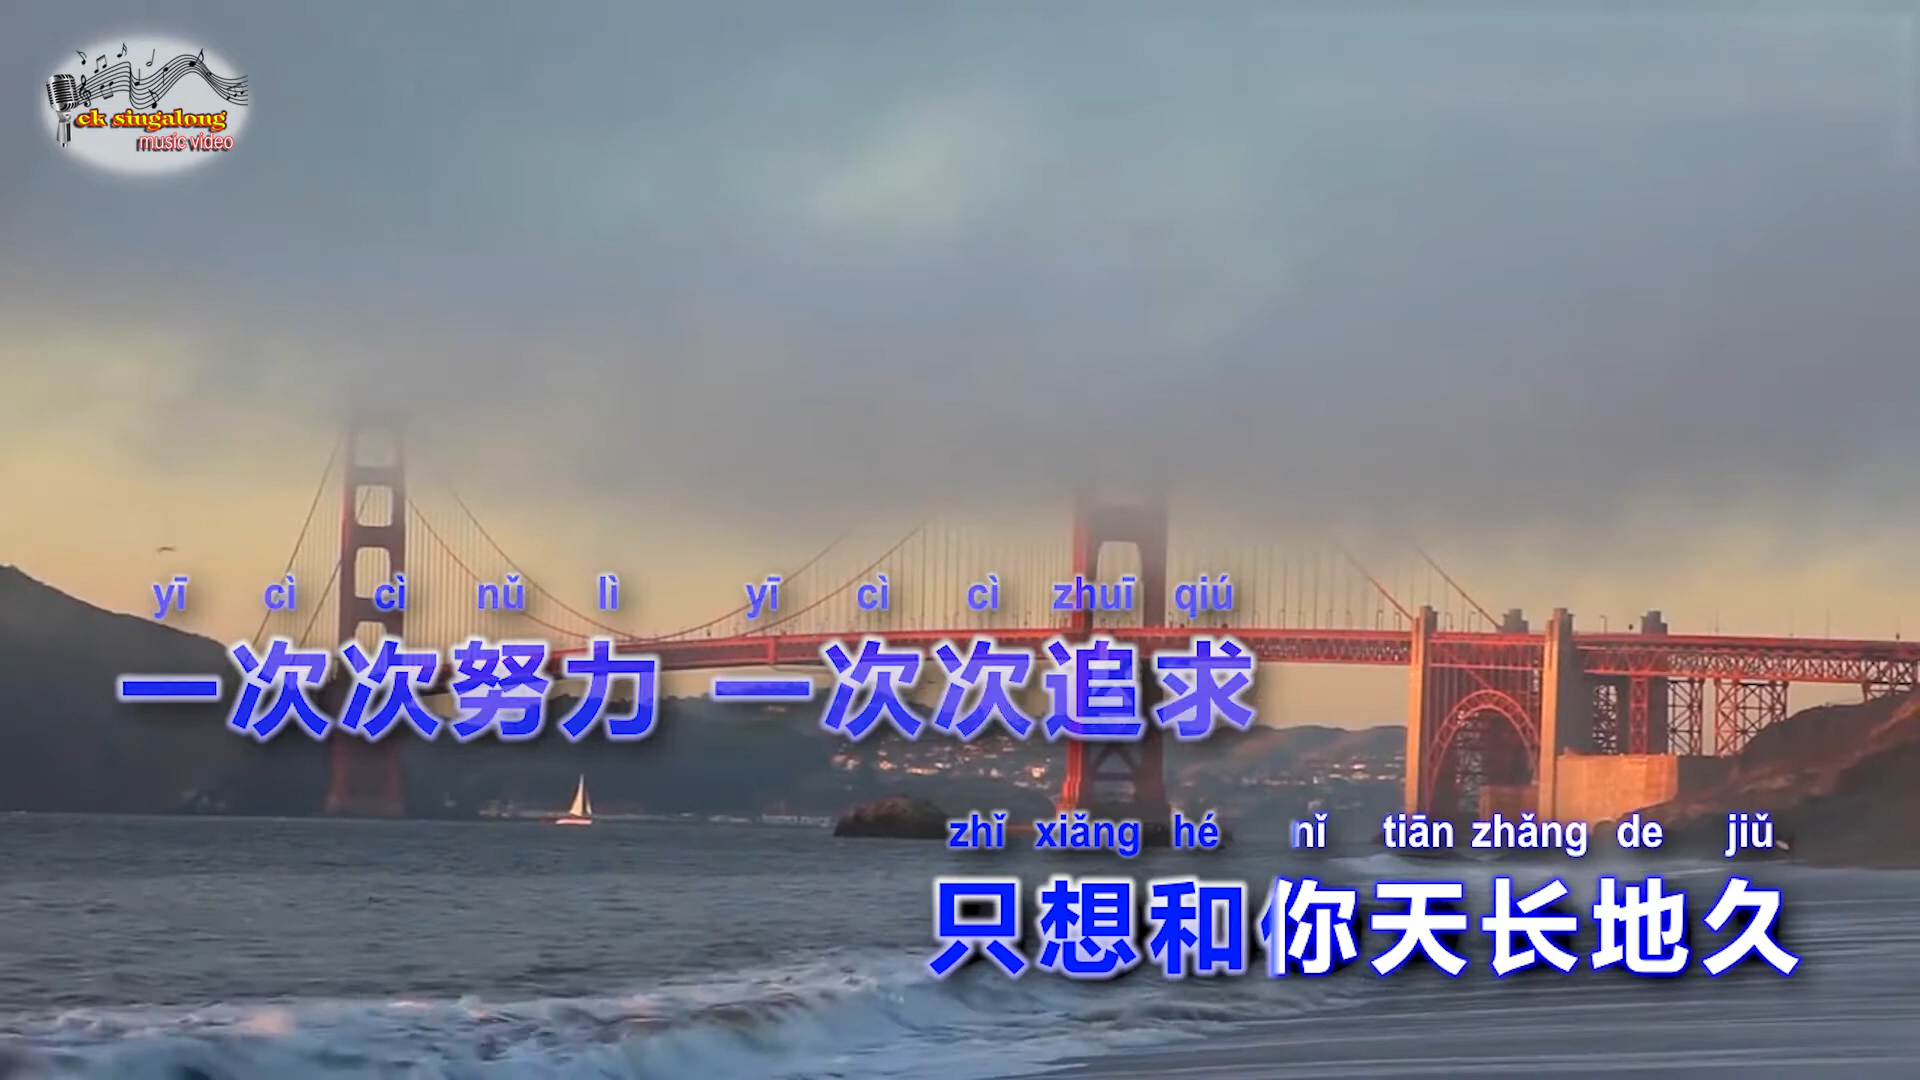 ck singalong
music video
yī cì cì nǔ lì yī cì cì zhuī qiú
一次次努力 一次次追求
zhǐ xiǎng hé nǐ tiān zhǎng de jiǔ
只想和你天长地久